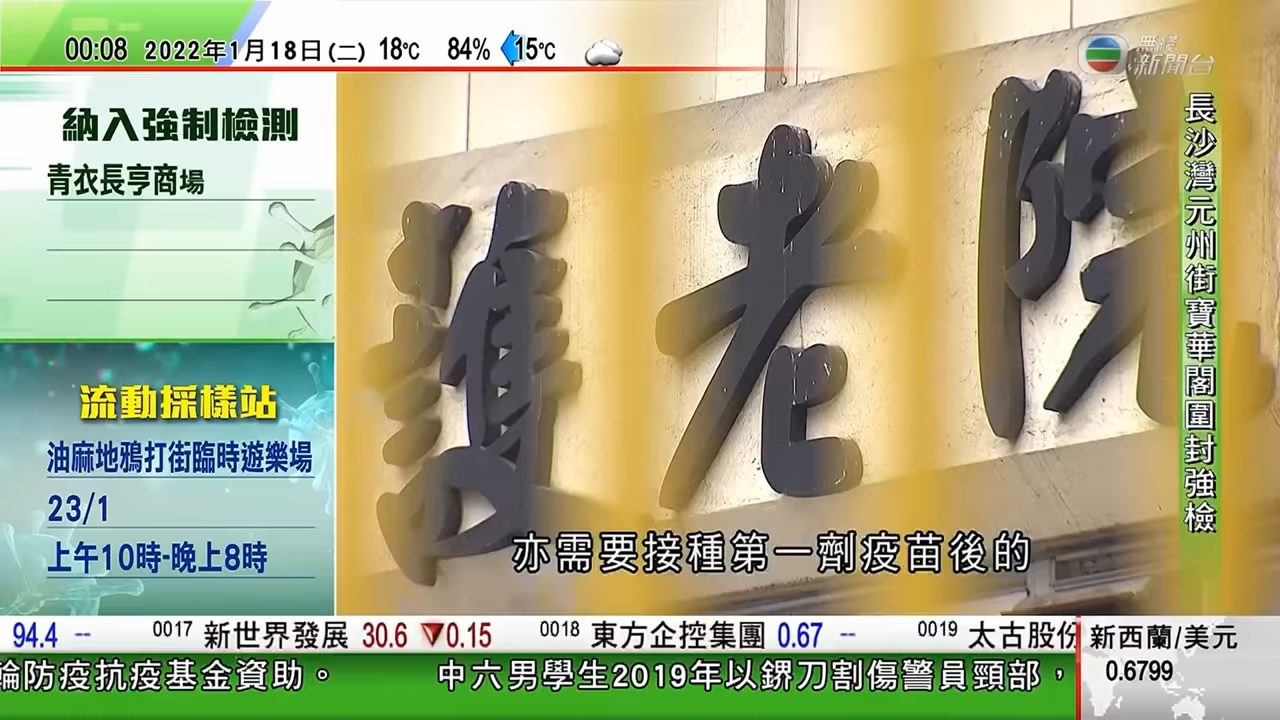 00:08 2022年1月18日(二) 18℃ 84% 15℃
無綫新聞台
納入強制檢測
青衣長亨商場
流動採樣站
油麻地鴉打街臨時遊樂場
23/1
上午10時-晚上8時
護老院
長沙灣元州街寶華閣圍封強檢
亦需要接種第一劑疫苗後的
94.4 -- 0017 新世界發展 30.6 ▼0.15 0018 東方企控集團 0.67 -- 0019 太古股份
新西蘭/美元
0.6799
輪防疫抗疫基金資助。 中六男學生2019年以𠝹刀割傷警員頸部，